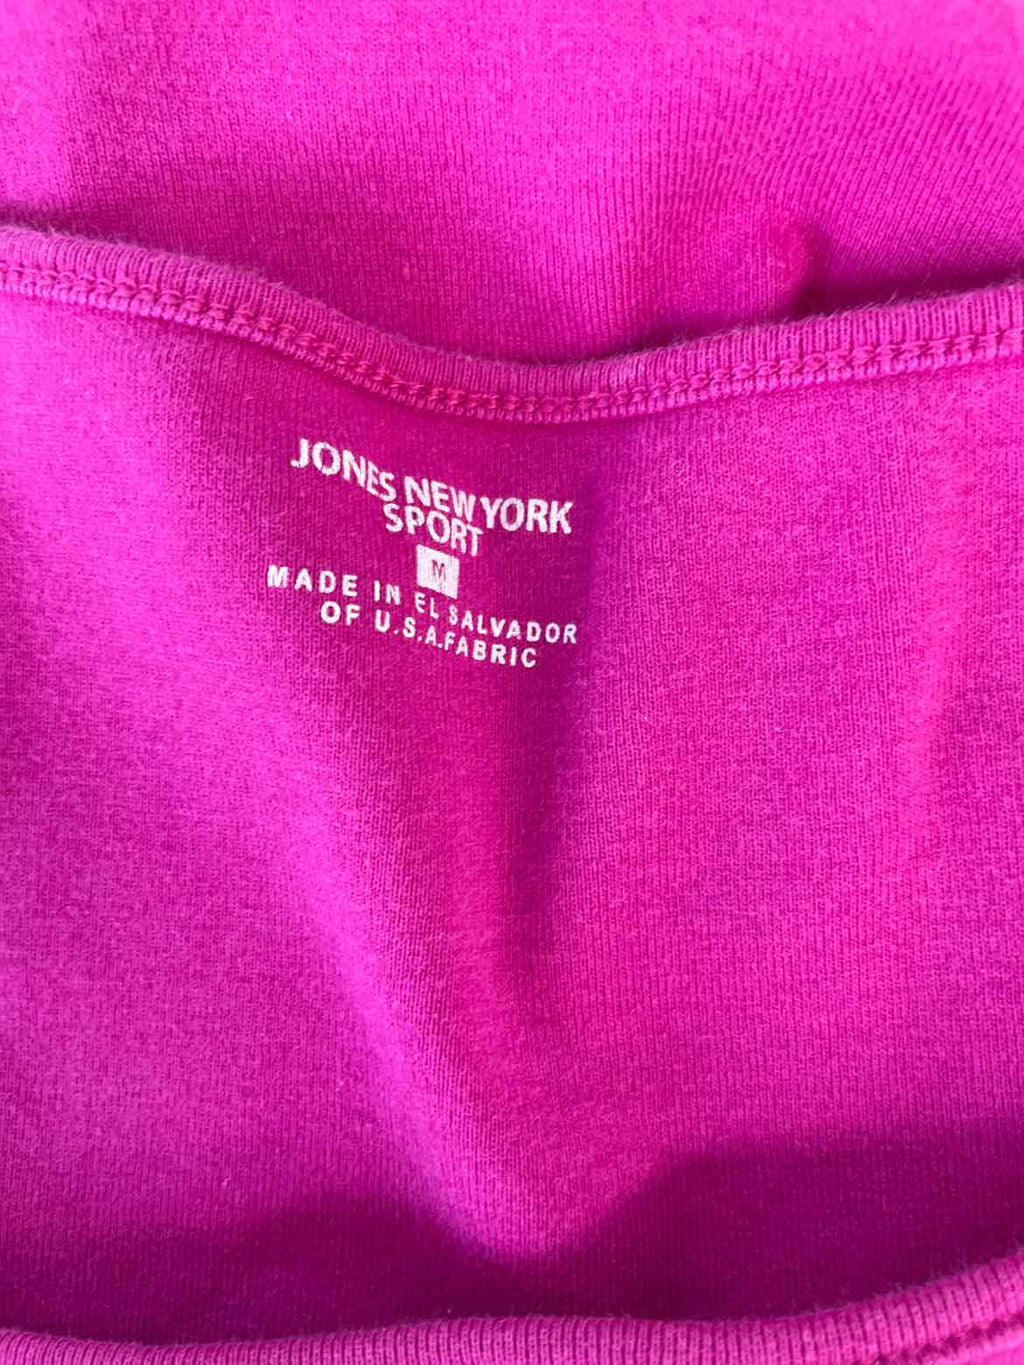 JONES NEW YORK
SPORT
M
MADE IN EL SALVADOR
OF U.S.A.FABRIC